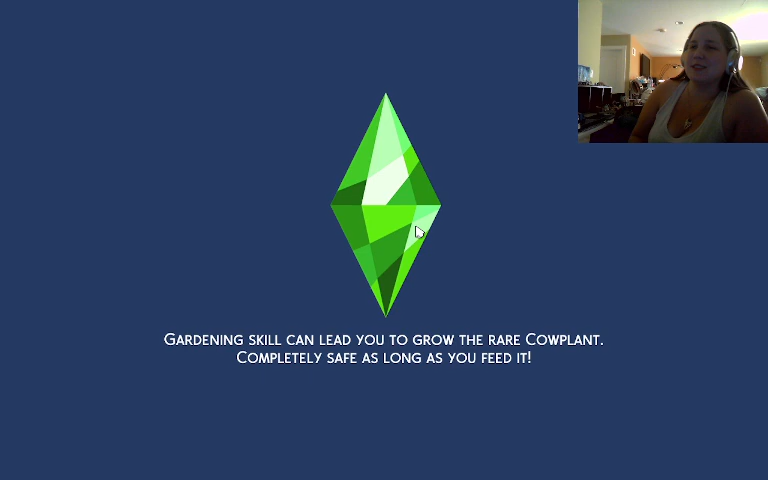 Gardening skill can lead you to grow the rare Cowplant.
Completely safe as long as you feed it!